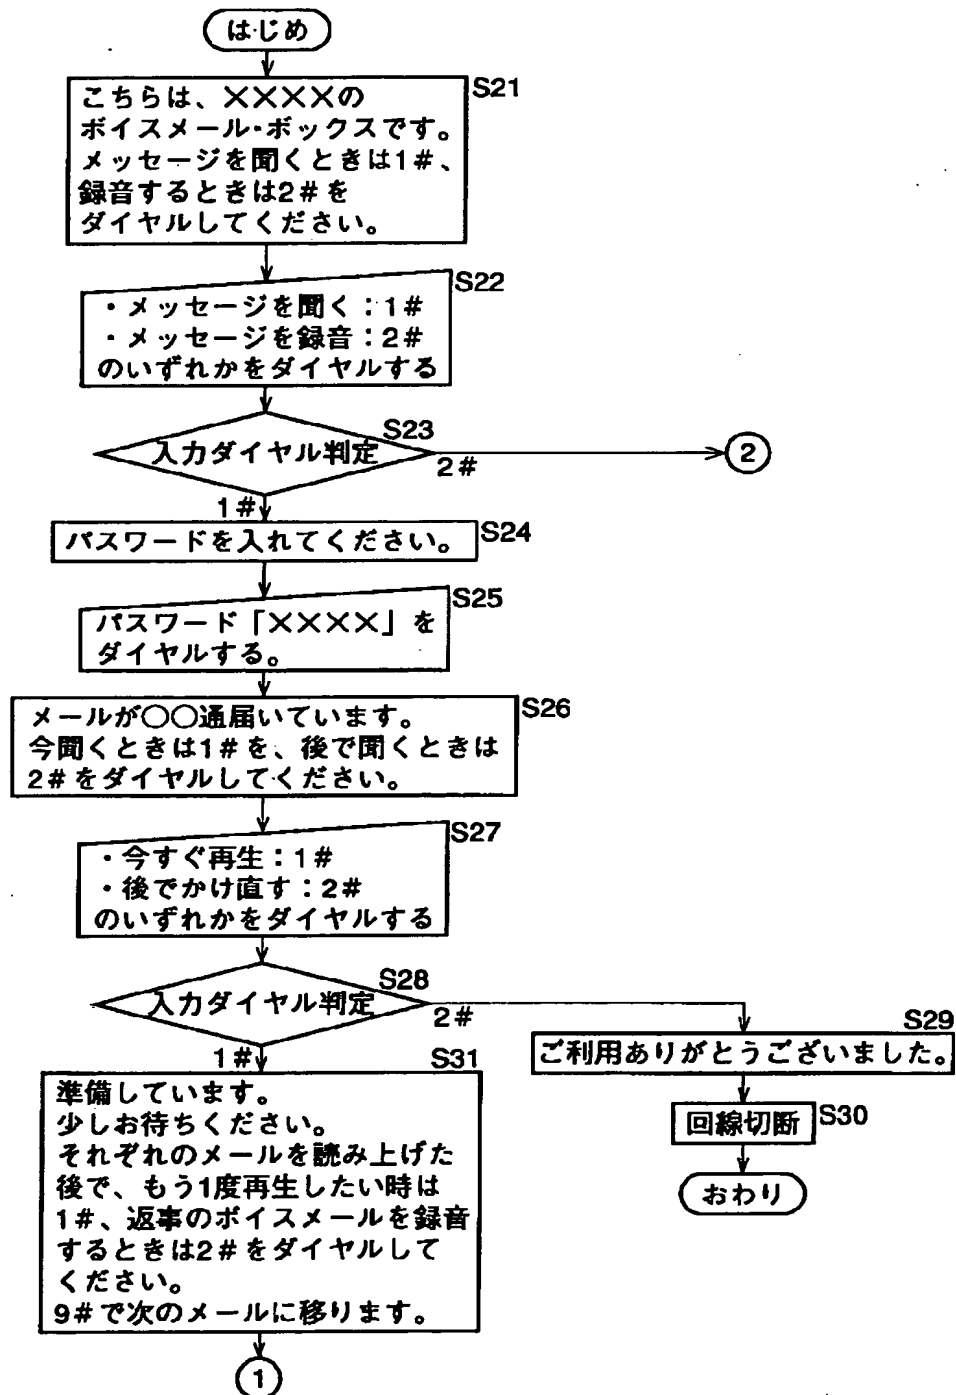 はじめ
S21
こちらは、××××の
ボイスメール・ボックスです。
メッセージを聞くときは1#、
録音するときは2#を
ダイヤルしてください。
S22
・メッセージを聞く：1#
・メッセージを録音：2#
のいずれかをダイヤルする
S23
入力ダイヤル判定
2#
2
1#
パスワードを入れてください。
S24
S25
パスワード「××××」を
ダイヤルする。
S26
メールが○○通届いています。
今聞くときは1#を、後で聞くときは
2#をダイヤルしてください。
S27
・今すぐ再生：1#
・後でかけ直す：2#
のいずれかをダイヤルする
S28
入力ダイヤル判定
2#
S29
ご利用ありがとうございました。
回線切断
S30
おわり
1#
S31
準備しています。
少しお待ちください。
それぞれのメールを読み上げた
後で、もう1度再生したい時は
1#、返事のボイスメールを録音
するときは2#をダイヤルして
ください。
9#で次のメールに移ります。
1